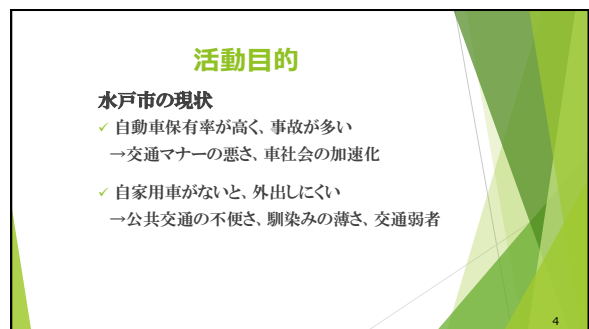 活動目的
水戸市の現状
✓ 自動車保有率が高く、事故が多い
→交通マナーの悪さ、車社会の加速化
✓ 自家用車がないと、外出しにくい
→公共交通の不便さ、馴染みの薄さ、交通弱者
4